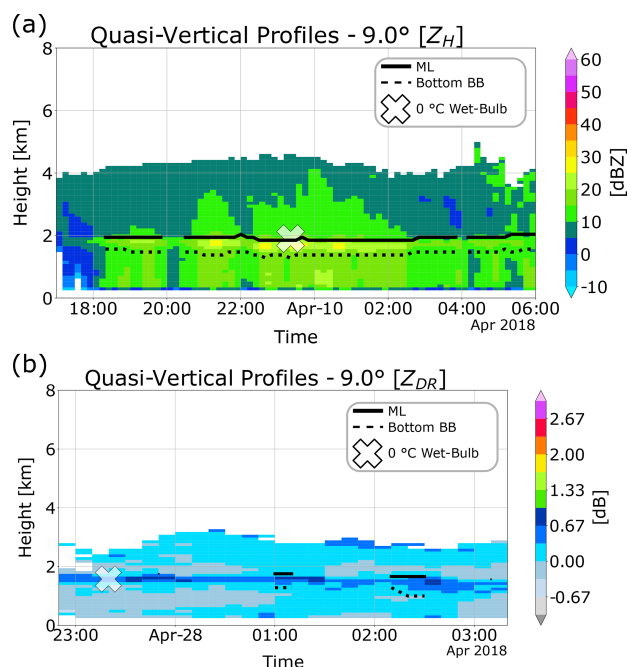 (a)
Quasi-Vertical Profiles - 9.0° [Z_H]
8
6
4
2
0
Height [km]
ML
Bottom BB
0 °C Wet-Bulb
60
50
40
30
20
10
0
-10
[dBZ]
18:00 20:00 22:00 Apr-10 02:00 04:00 06:00
Apr 2018
Time
(b)
Quasi-Vertical Profiles - 9.0° [Z_DR]
8
6
4
2
0
Height [km]
ML
Bottom BB
0 °C Wet-Bulb
2.67
2.00
1.33
0.67
0.00
-0.67
[dB]
23:00 Apr-28 01:00 02:00 03:00
Apr 2018
Time